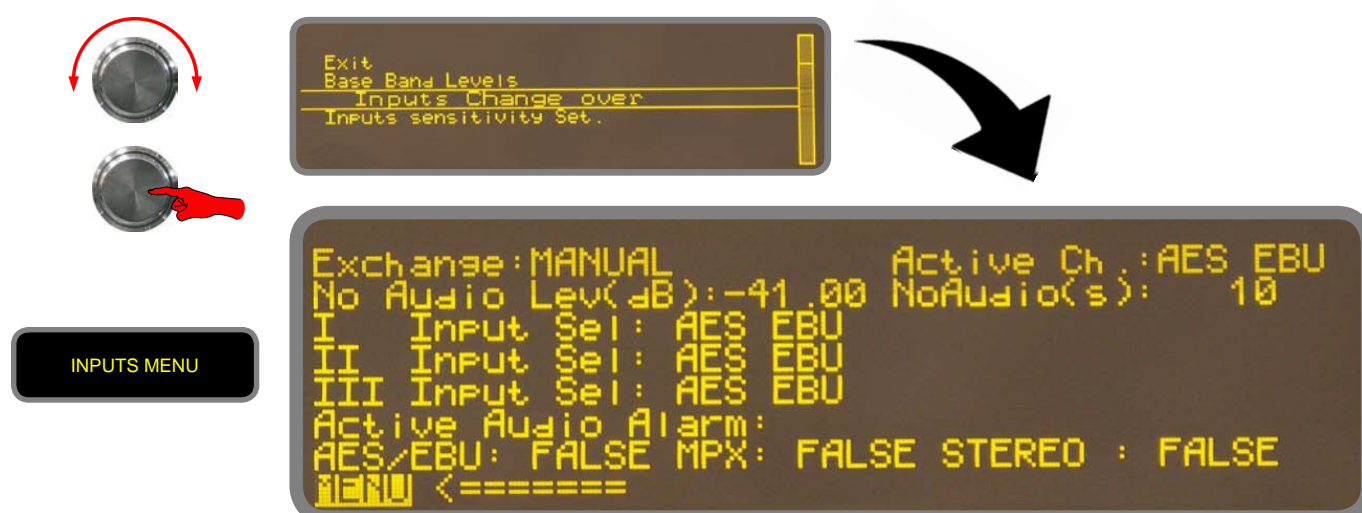 Exit
Base Band Levels
Inputs Change over
Inputs sensitivity Set.
Exchange:MANUAL Active Ch.:AES EBU
No Audio Lev(dB):-41.00 NoAudio(s): 10
I Input Sel: AES EBU
II Input Sel: AES EBU
III Input Sel: AES EBU
Active Audio Alarm:
AES/EBU: FALSE MPX: FALSE STEREO : FALSE
MENU <=======
INPUTS MENU